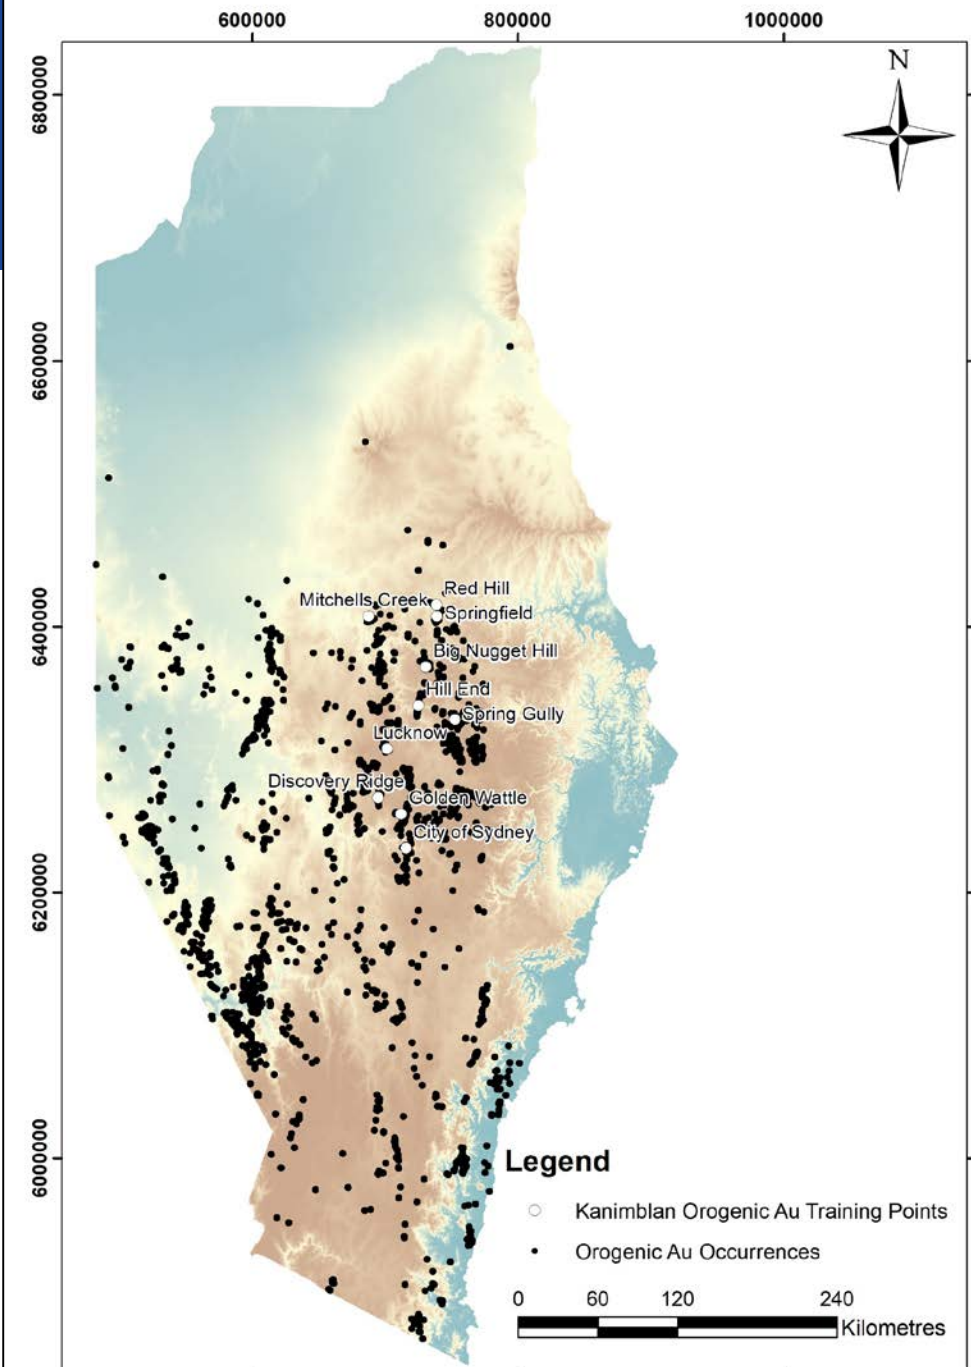 600000
800000
1000000
N
6800000
6600000
6400000
6200000
6000000
Red Hill
Mitchells Creek
Springfield
Big Nugget Hill
Hill End
Spring Gully
Lucknow
Discovery Ridge
Golden Wattle
City of Sydney
Legend
Kanimblan Orogenic Au Training Points
Orogenic Au Occurrences
0 60 120 240
Kilometres